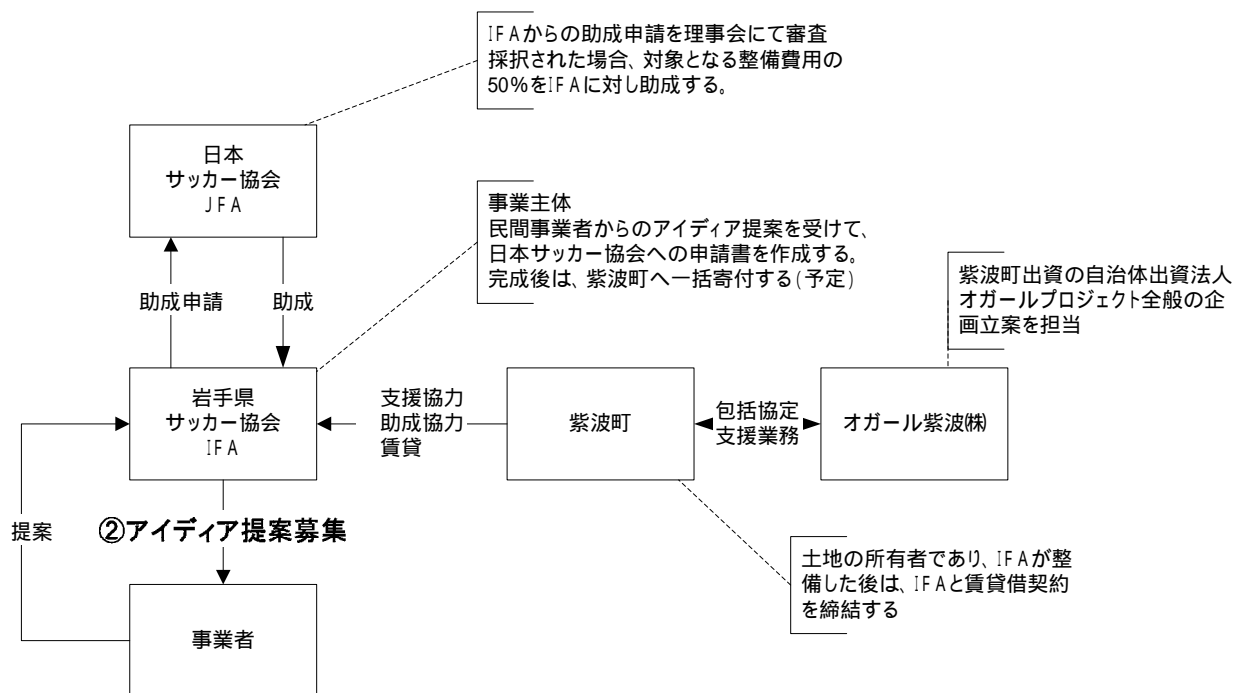 IFAからの助成申請を理事会にて審査
採択された場合、対象となる整備費用の
50%をIFAに対し助成する。
日本
サッカー協会
JFA
事業主体
民間事業者からのアイディア提案を受けて、
日本サッカー協会への申請書を作成する。
完成後は、紫波町へ一括寄付する(予定)
紫波町出資の自治体出資法人
オガールプロジェクト全般の企
画立案を担当
助成申請
助成
岩手県
サッカー協会
IFA
支援協力
助成協力
賃貸
紫波町
包括協定
支援業務
オガール紫波㈱
提案
②アイディア提案募集
土地の所有者であり、IFAが整
備した後は、IFAと賃貸借契約
を締結する
事業者